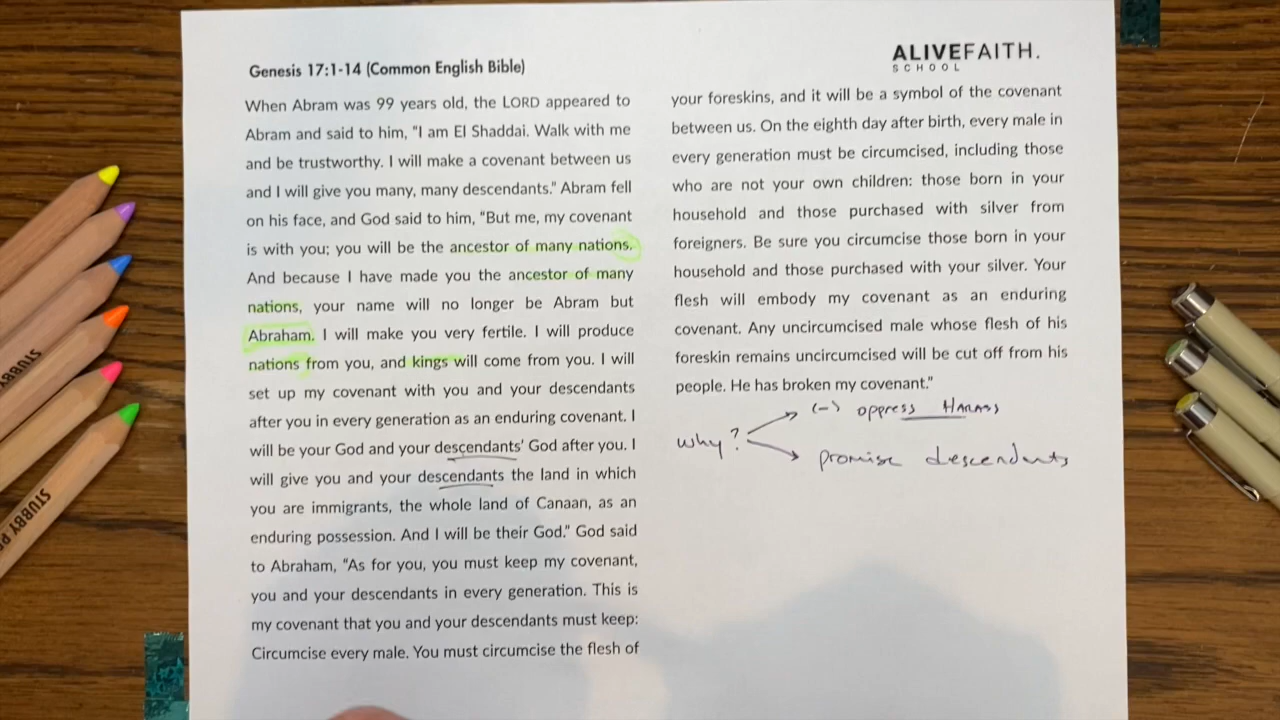 Genesis 17:1-14 (Common English Bible)
ALIVEFAITH.
SCHOOL
When Abram was 99 years old, the LORD appeared to
Abram and said to him, "I am El Shaddai. Walk with me
and be trustworthy. I will make a covenant between us
and I will give you many, many descendants." Abram fell
on his face, and God said to him, "But me, my covenant
is with you; you will be the ancestor of many nations.
And because I have made you the ancestor of many
nations, your name will no longer be Abram but
Abraham. I will make you very fertile. I will produce
nations from you, and kings will come from you. I will
set up my covenant with you and your descendants
after you in every generation as an enduring covenant. I
will be your God and your descendants' God after you. I
will give you and your descendants the land in which
you are immigrants, the whole land of Canaan, as an
enduring possession. And I will be their God." God said
to Abraham, "As for you, you must keep my covenant,
you and your descendants in every generation. This is
my covenant that you and your descendants must keep:
Circumcise every male. You must circumcise the flesh of
your foreskins, and it will be a symbol of the covenant
between us. On the eighth day after birth, every male in
every generation must be circumcised, including those
who are not your own children: those born in your
household and those purchased with silver from
foreigners. Be sure you circumcise those born in your
household and those purchased with your silver. Your
flesh will embody my covenant as an enduring
covenant. Any uncircumcised male whose flesh of his
foreskin remains uncircumcised will be cut off from his
people. He has broken my covenant."
(-) oppress HARASS
why?
promise descendants
STUBBY
STUBBY